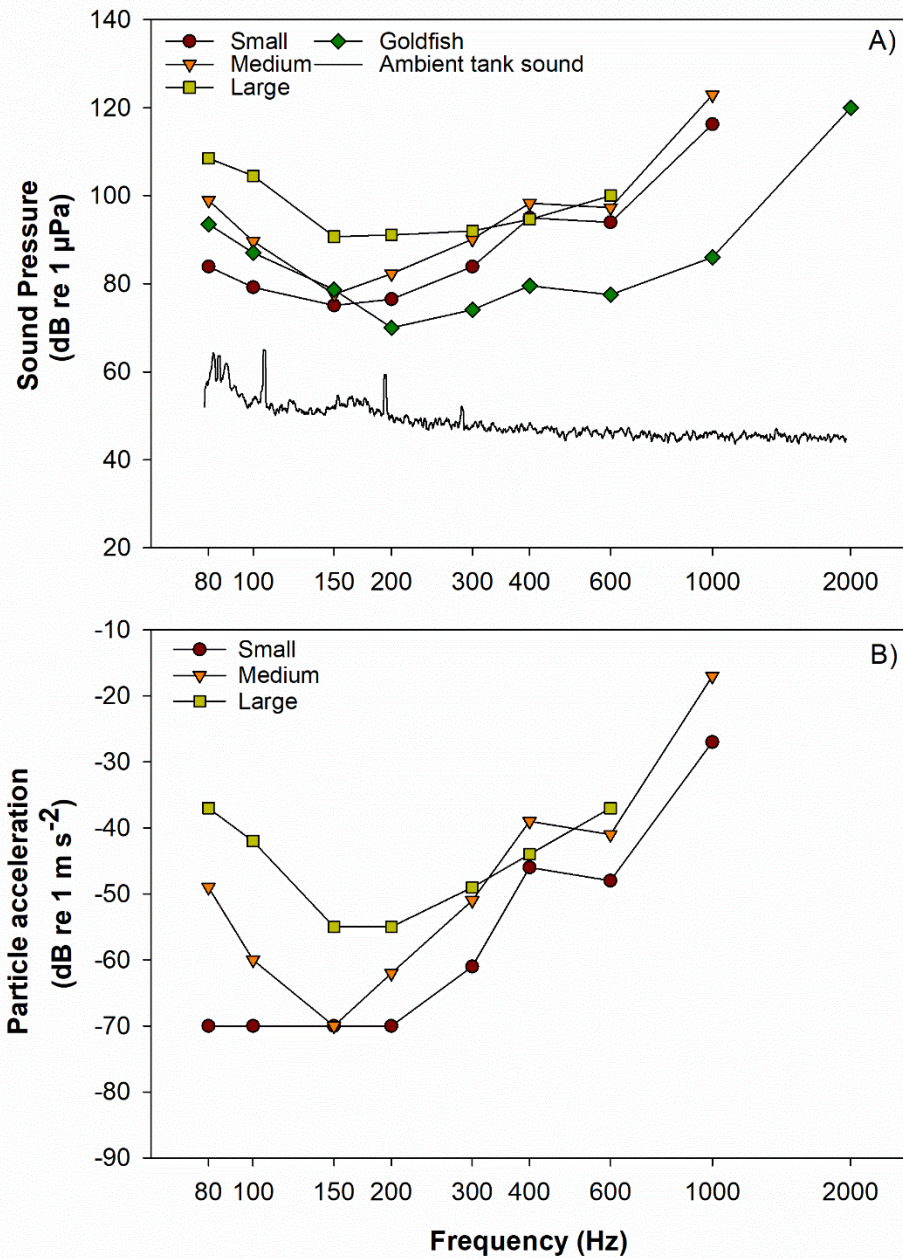 140
120
100
80
60
40
20
Sound Pressure
(dB re 1 µPa)
Small
Medium
Large
Goldfish
Ambient tank sound
A)
80 100 150 200 300 400 600 1000 2000
-10
-20
-30
-40
-50
-60
-70
-80
-90
Particle acceleration
(dB re 1 m s⁻²)
Small
Medium
Large
B)
80 100 150 200 300 400 600 1000 2000
Frequency (Hz)